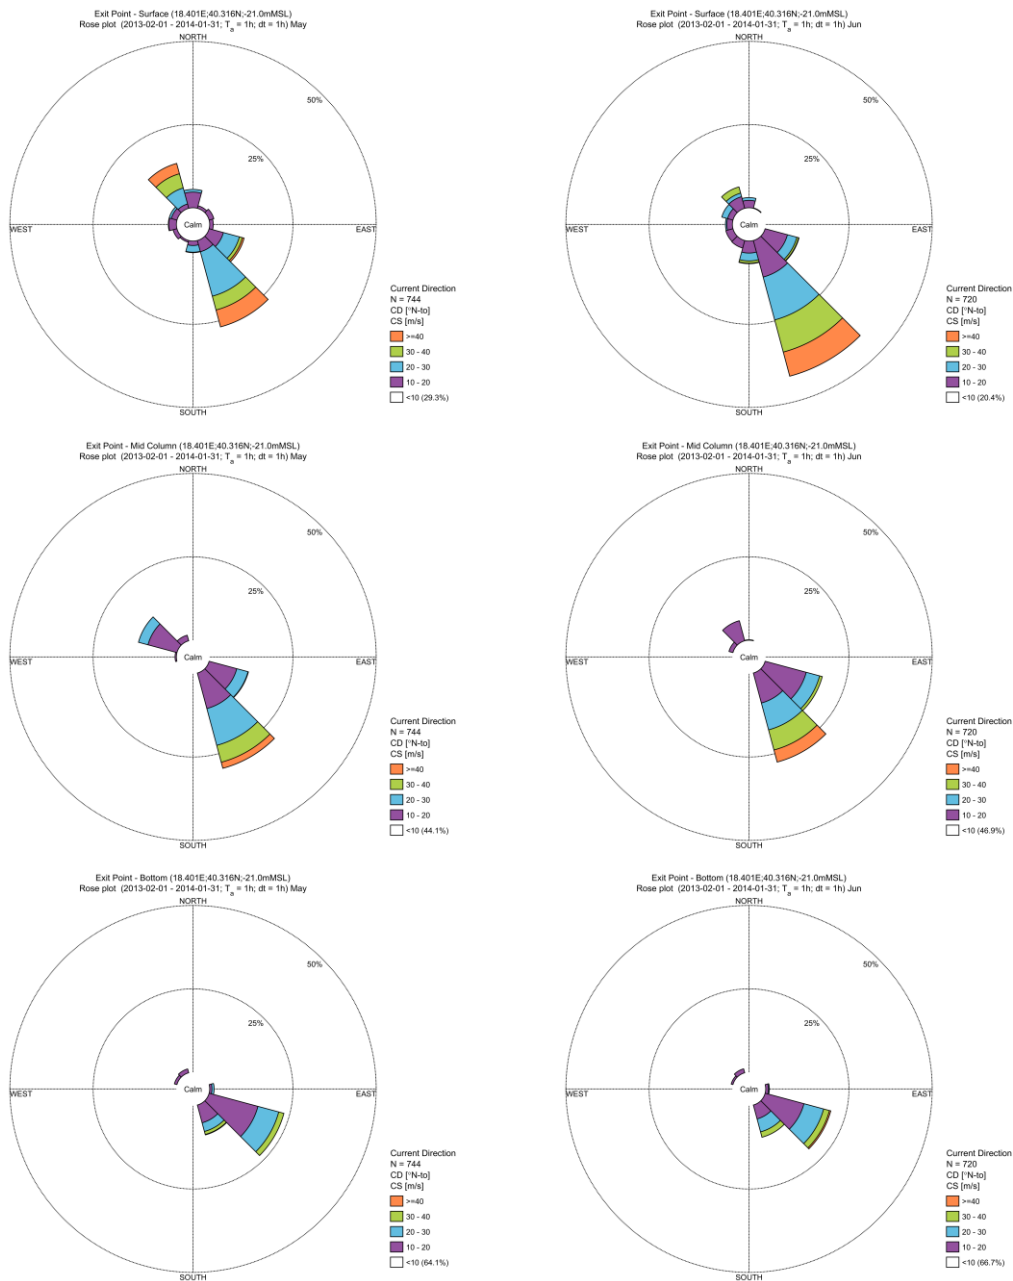 Exit Point - Surface (18.401E;40.316N;-21.0mMSL)
Rose plot (2013-02-01 - 2014-01-31; Ta = 1h; dt = 1h) May
NORTH
50%
25%
WEST
Calm
EAST
SOUTH
Current Direction
N = 744
CD [°N-to]
CS [m/s]
>=40
30 - 40
20 - 30
10 - 20
<10 (29.3%)
Exit Point - Surface (18.401E;40.316N;-21.0mMSL)
Rose plot (2013-02-01 - 2014-01-31; Ta = 1h; dt = 1h) Jun
NORTH
50%
25%
WEST
Calm
EAST
SOUTH
Current Direction
N = 720
CD [°N-to]
CS [m/s]
>=40
30 - 40
20 - 30
10 - 20
<10 (20.4%)
Exit Point - Mid Column (18.401E;40.316N;-21.0mMSL)
Rose plot (2013-02-01 - 2014-01-31; Ta = 1h; dt = 1h) May
NORTH
50%
25%
WEST
Calm
EAST
SOUTH
Current Direction
N = 744
CD [°N-to]
CS [m/s]
>=40
30 - 40
20 - 30
10 - 20
<10 (44.1%)
Exit Point - Mid Column (18.401E;40.316N;-21.0mMSL)
Rose plot (2013-02-01 - 2014-01-31; Ta = 1h; dt = 1h) Jun
NORTH
50%
25%
WEST
Calm
EAST
SOUTH
Current Direction
N = 720
CD [°N-to]
CS [m/s]
>=40
30 - 40
20 - 30
10 - 20
<10 (46.9%)
Exit Point - Bottom (18.401E;40.316N;-21.0mMSL)
Rose plot (2013-02-01 - 2014-01-31; Ta = 1h; dt = 1h) May
NORTH
50%
25%
WEST
Calm
EAST
SOUTH
Current Direction
N = 744
CD [°N-to]
CS [m/s]
>=40
30 - 40
20 - 30
10 - 20
<10 (64.1%)
Exit Point - Bottom (18.401E;40.316N;-21.0mMSL)
Rose plot (2013-02-01 - 2014-01-31; Ta = 1h; dt = 1h) Jun
NORTH
50%
25%
WEST
Calm
EAST
SOUTH
Current Direction
N = 720
CD [°N-to]
CS [m/s]
>=40
30 - 40
20 - 30
10 - 20
<10 (66.7%)